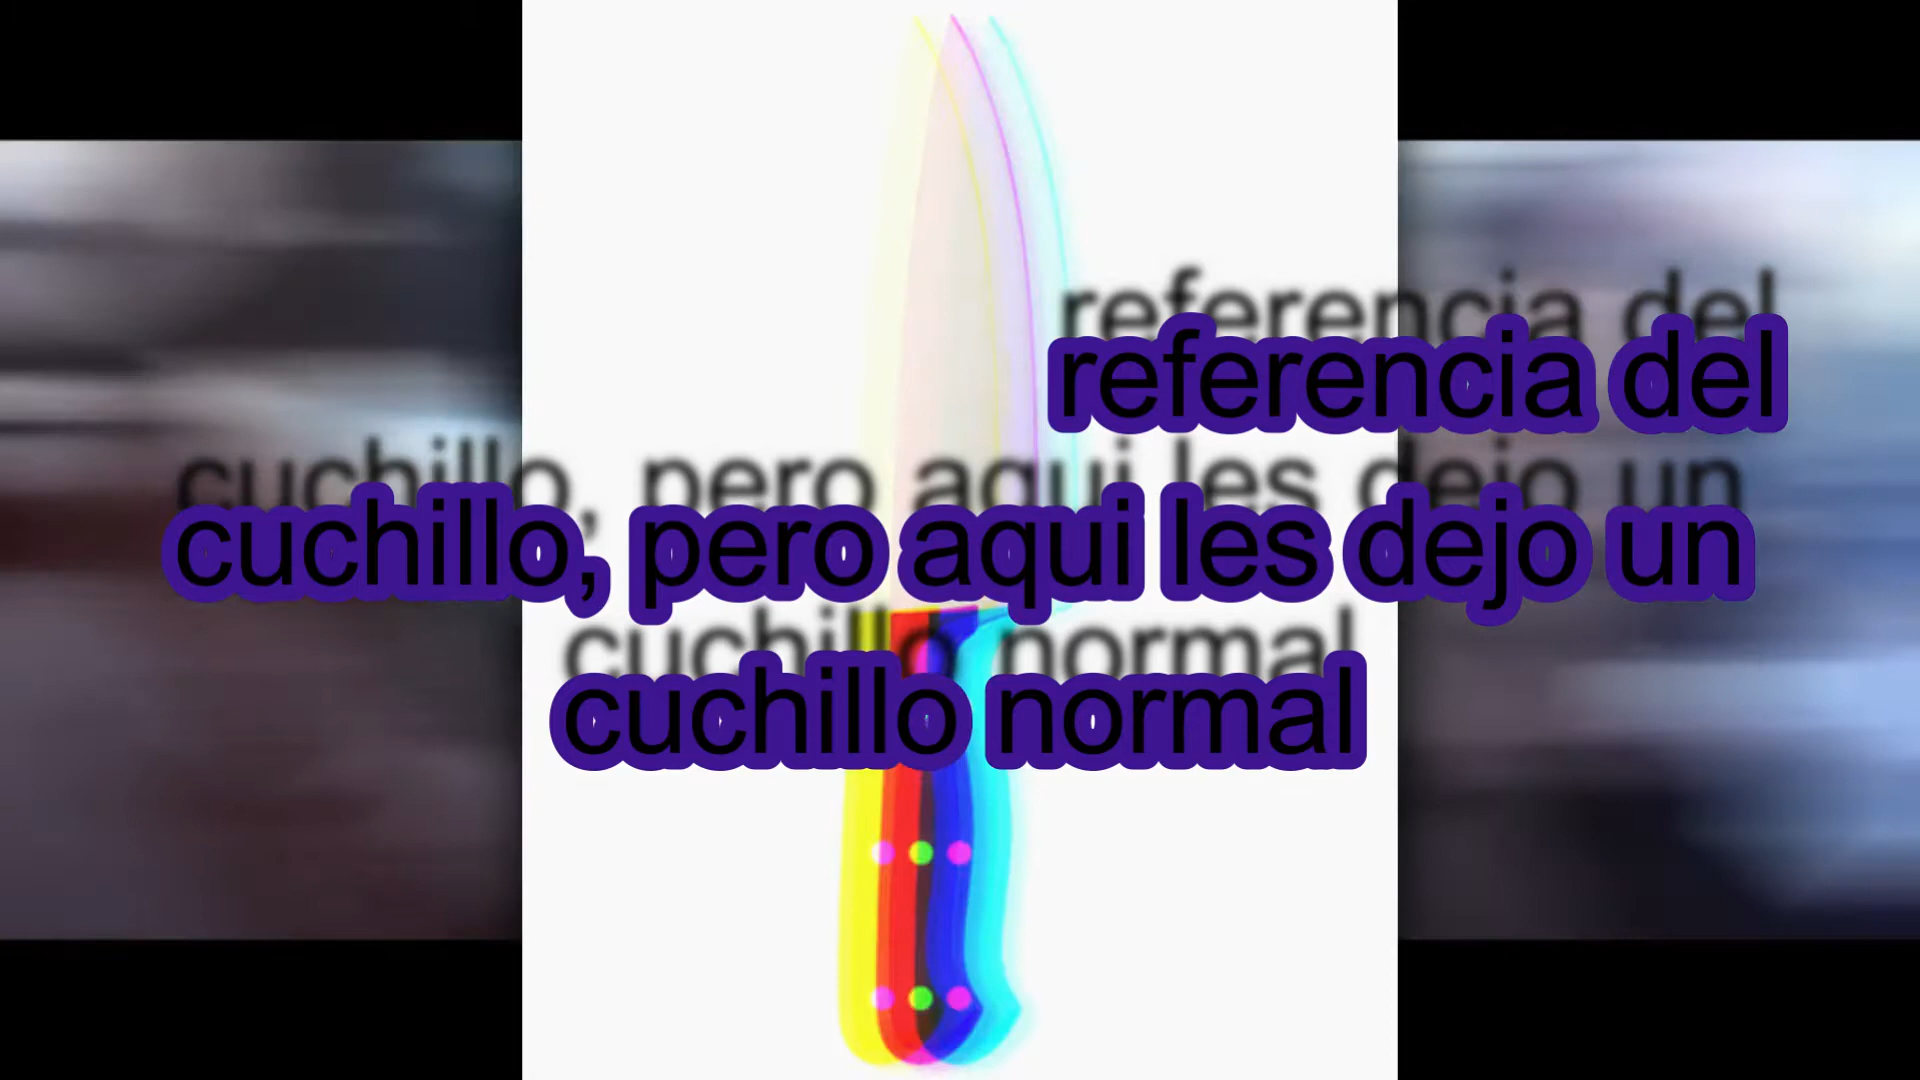 referencia del
cuchillo, pero aqui les dejo un
cuchillo normal